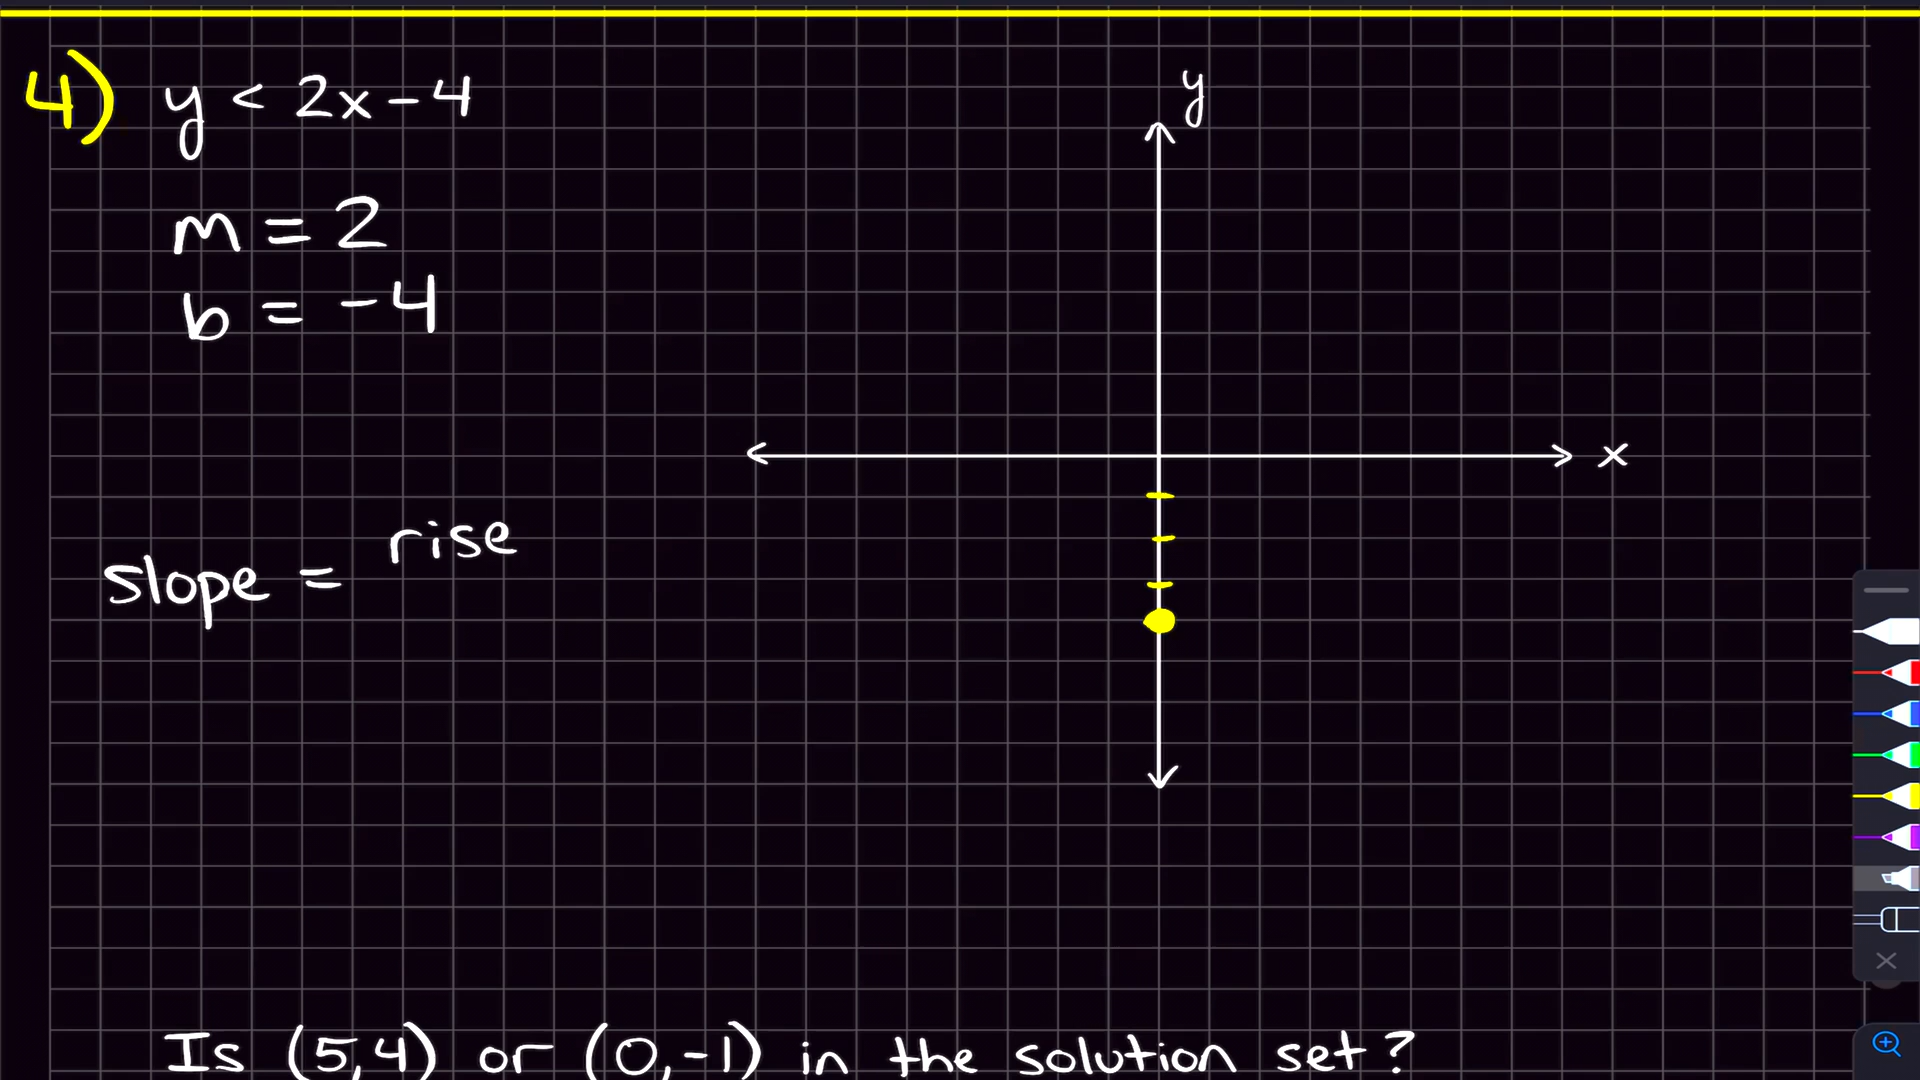 4) y < 2x - 4
m = 2
b = -4
slope = rise
y
x
Is (5,4) or (0,-1) in the solution set?